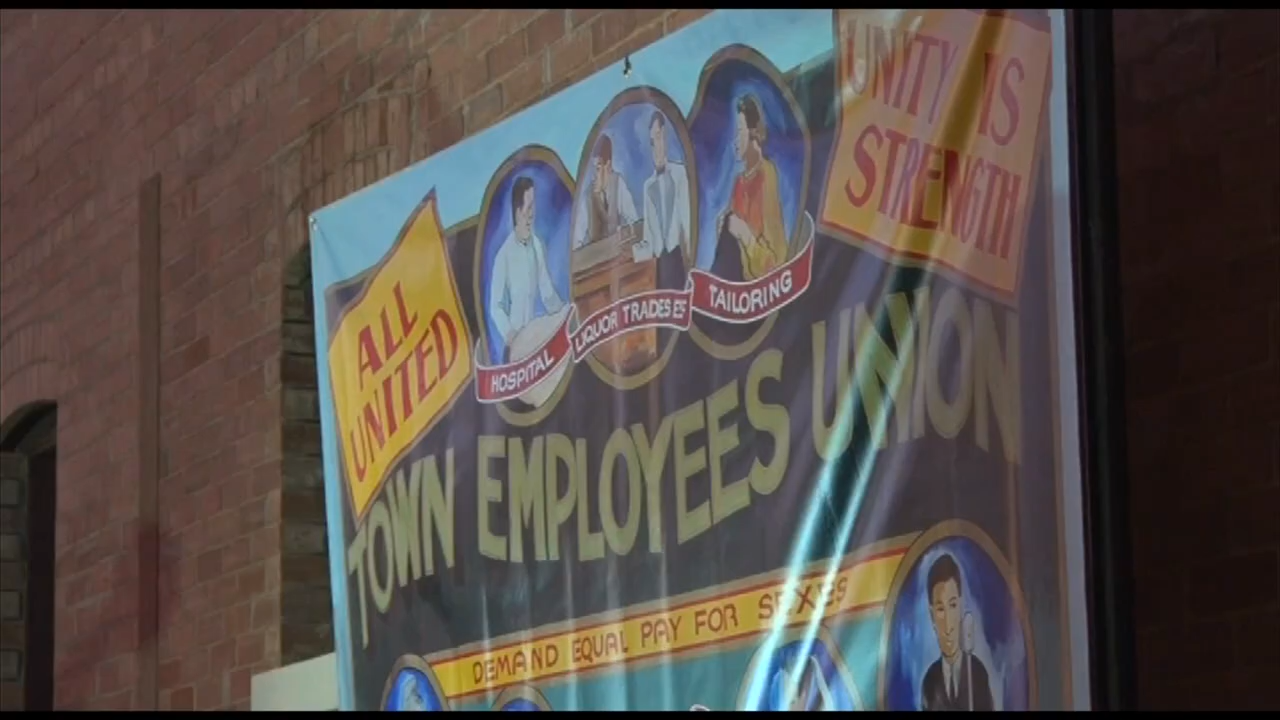 UNITY IS
STRENGTH
ALL
UNITED
HOSPITAL
LIQUOR TRADES
TAILORING
TOWN EMPLOYEES UNION
DEMAND EQUAL PAY FOR SEXES